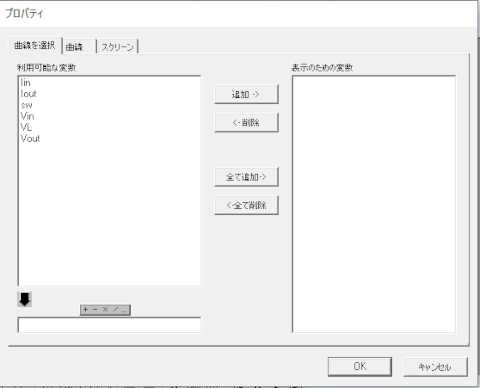 プロパティ
曲線を選択 曲線 スクリーン
利用可能な変数
Iin
Iout
sw
Vin
VL
Vout
追加 ->
<- 削除
全て追加->
<-全て削除
表示のための変数
+ - × / ...
OK キャンセル